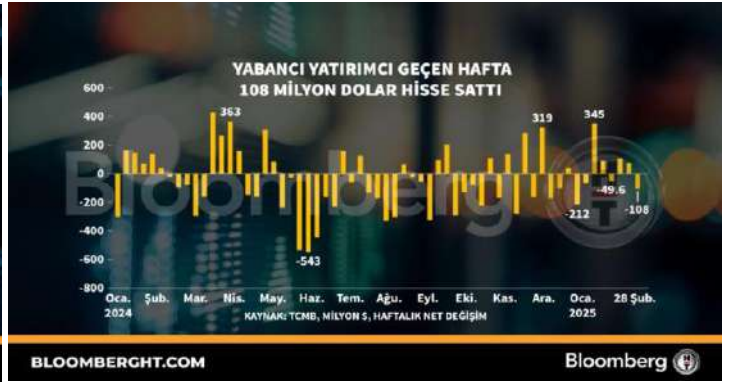 YABANCI YATIRIMCI GEÇEN HAFTA
108 MİLYON DOLAR HİSSE SATTI
600
400
200
0
-200
-400
-600
-800
363
-543
319
-212
345
-49.6
-108
Bloomberg
Oca. Şub. Mar. Nis. May. Haz. Tem. Ağu. Eyl. Eki. Kas. Ara. Oca. 28 Şub.
2024 2025
KAYNAK: TCMB, MİLYON $, HAFTALIK NET DEĞİŞİM
BLOOMBERGHT.COM
Bloomberg HT